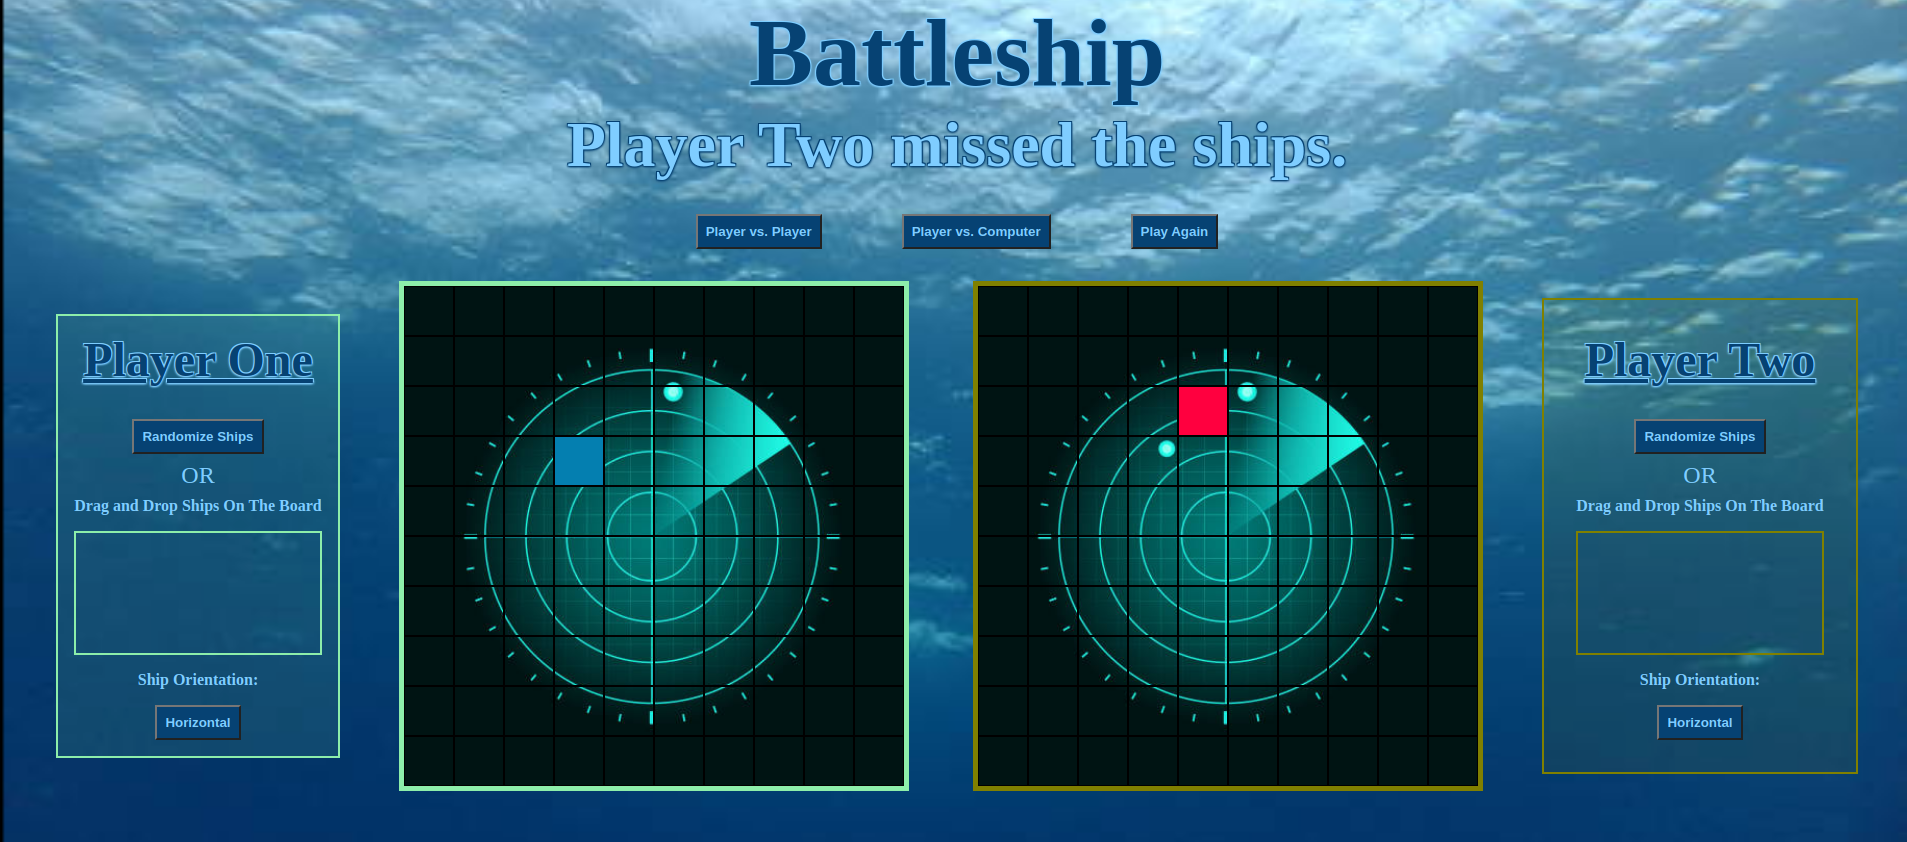 Battleship
Player Two missed the ships.
Player vs. Player
Player vs. Computer
Play Again
Player One
Randomize Ships
OR
Drag and Drop Ships On The Board
Ship Orientation:
Horizontal
Player Two
Randomize Ships
OR
Drag and Drop Ships On The Board
Ship Orientation:
Horizontal